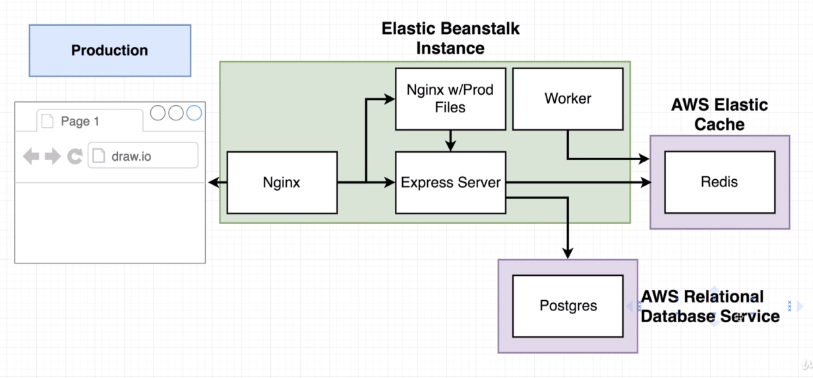 Production
Elastic Beanstalk
Instance
Page 1
draw.io
Nginx w/Prod
Files
Worker
AWS Elastic
Cache
Nginx
Express Server
Redis
Postgres
AWS Relational
Database Service